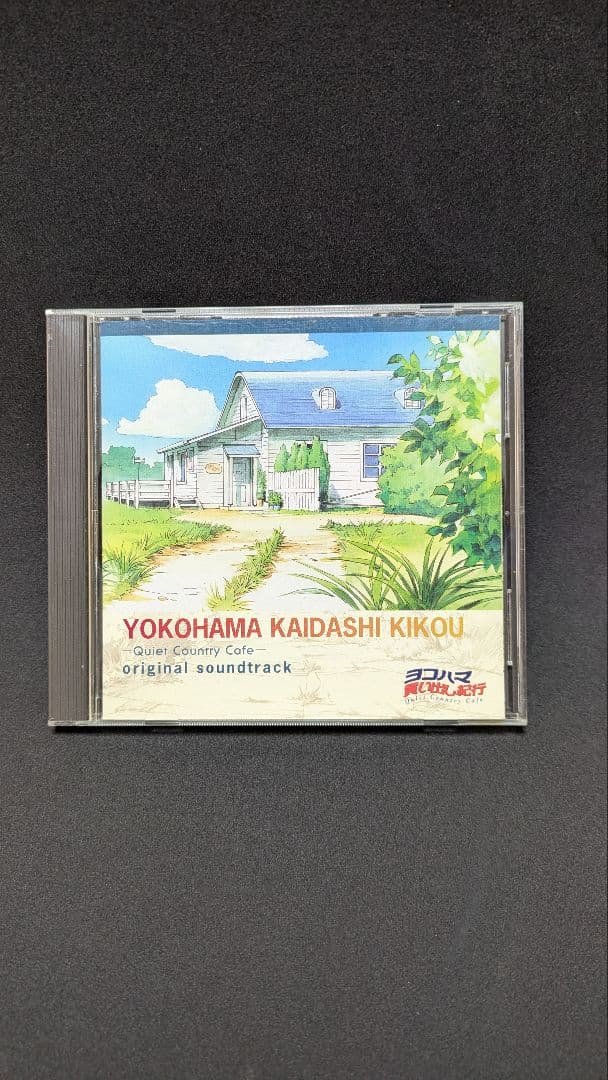 YOKOHAMA KAIDASHI KIKOU
—Quiet Country Cafe—
original soundtrack
ヨコハマ
買い出し紀行
Quiet Country Cafe